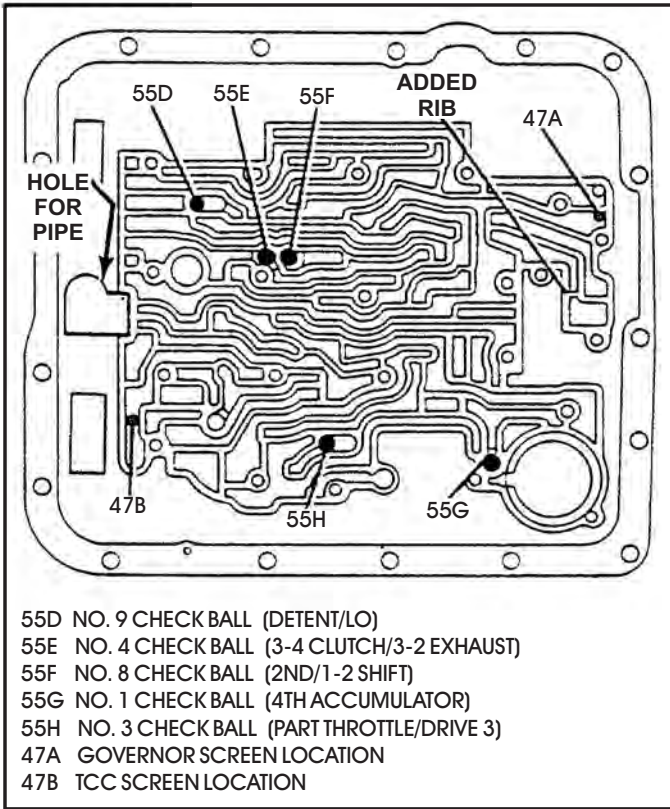 55D 55E 55F
ADDED
RIB
47A
HOLE
FOR
PIPE
47B
55H
55G
55D NO. 9 CHECK BALL (DETENT/LO)
55E NO. 4 CHECK BALL (3-4 CLUTCH/3-2 EXHAUST)
55F NO. 8 CHECK BALL (2ND/1-2 SHIFT)
55G NO. 1 CHECK BALL (4TH ACCUMULATOR)
55H NO. 3 CHECK BALL (PART THROTTLE/DRIVE 3)
47A GOVERNOR SCREEN LOCATION
47B TCC SCREEN LOCATION